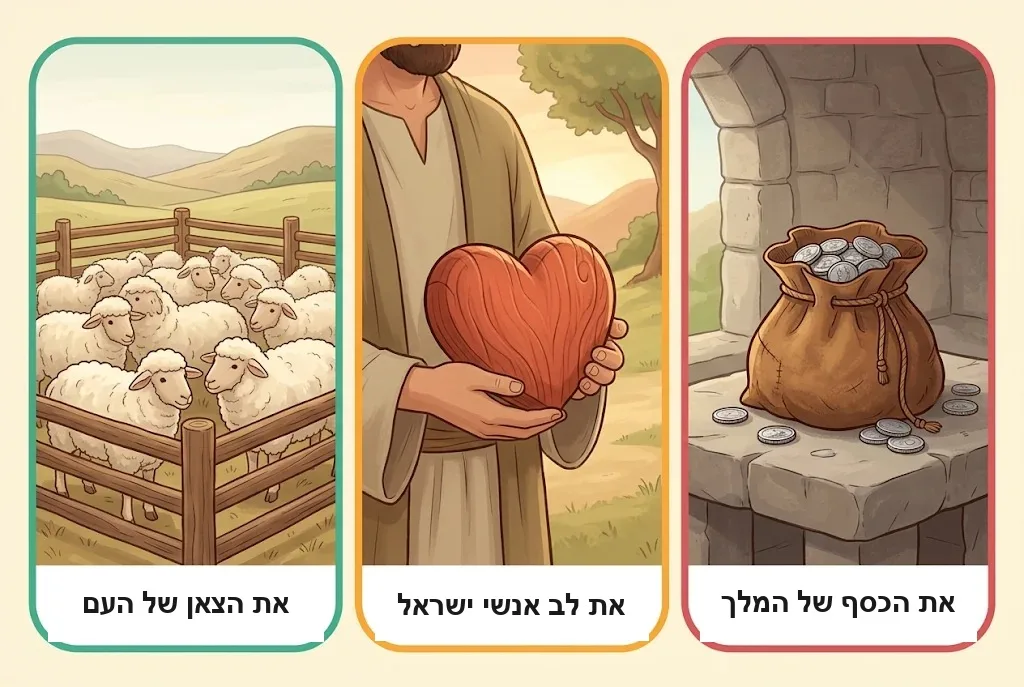 את הכסף של המלך
את לב אנשי ישראל
את הצאן של העם